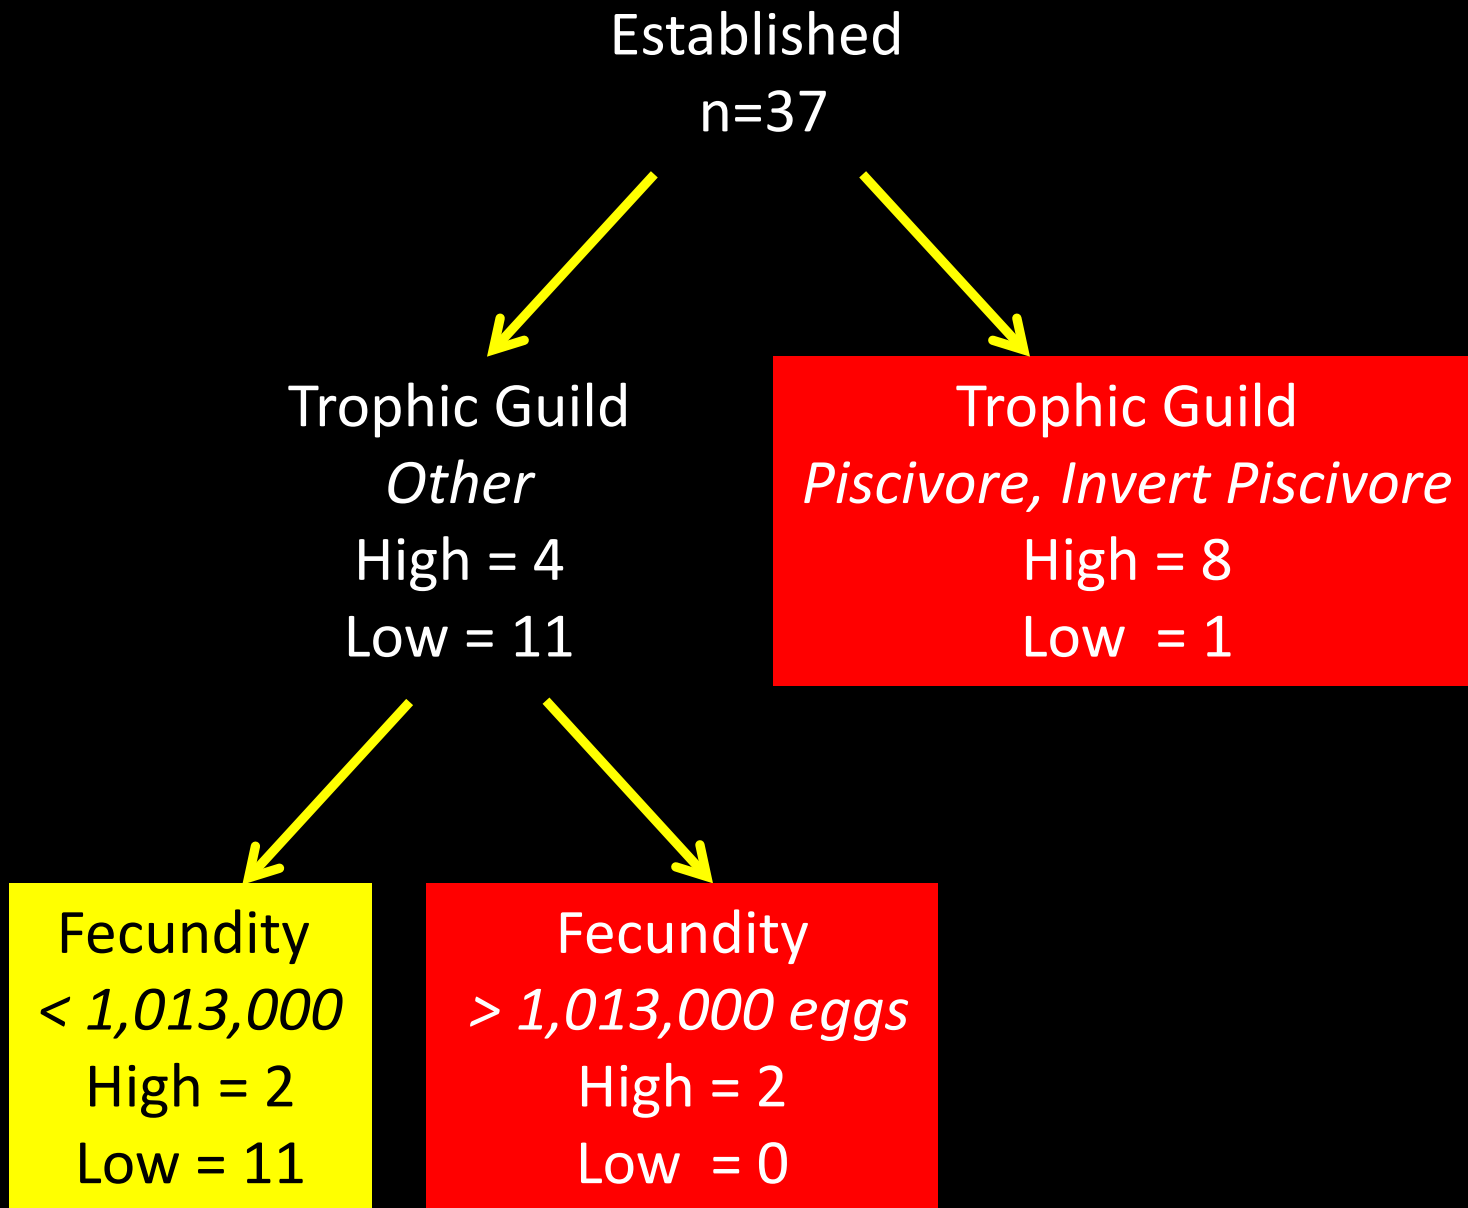 Established
n=37
Trophic Guild
Other
High = 4
Low = 11
Trophic Guild
Piscivore, Invert Piscivore
High = 8
Low  = 1
Fecundity
< 1,013,000
High = 2
Low = 11
Fecundity
> 1,013,000 eggs
High = 2
Low  = 0